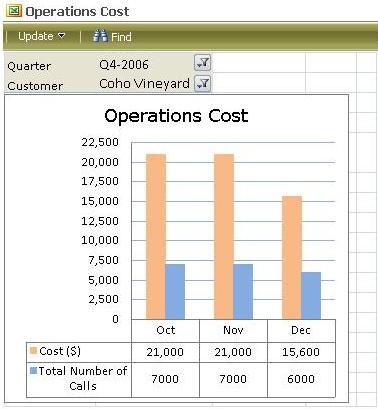 Operations Cost
Update Find
Quarter Q4-2006
Customer Coho Vineyard
Operations Cost
22,500
20,000
17,500
15,000
12,500
10,000
7,500
5,000
2,500
0
Oct Nov Dec
Cost ($) 21,000 21,000 15,600
Total Number of
Calls 7000 7000 6000